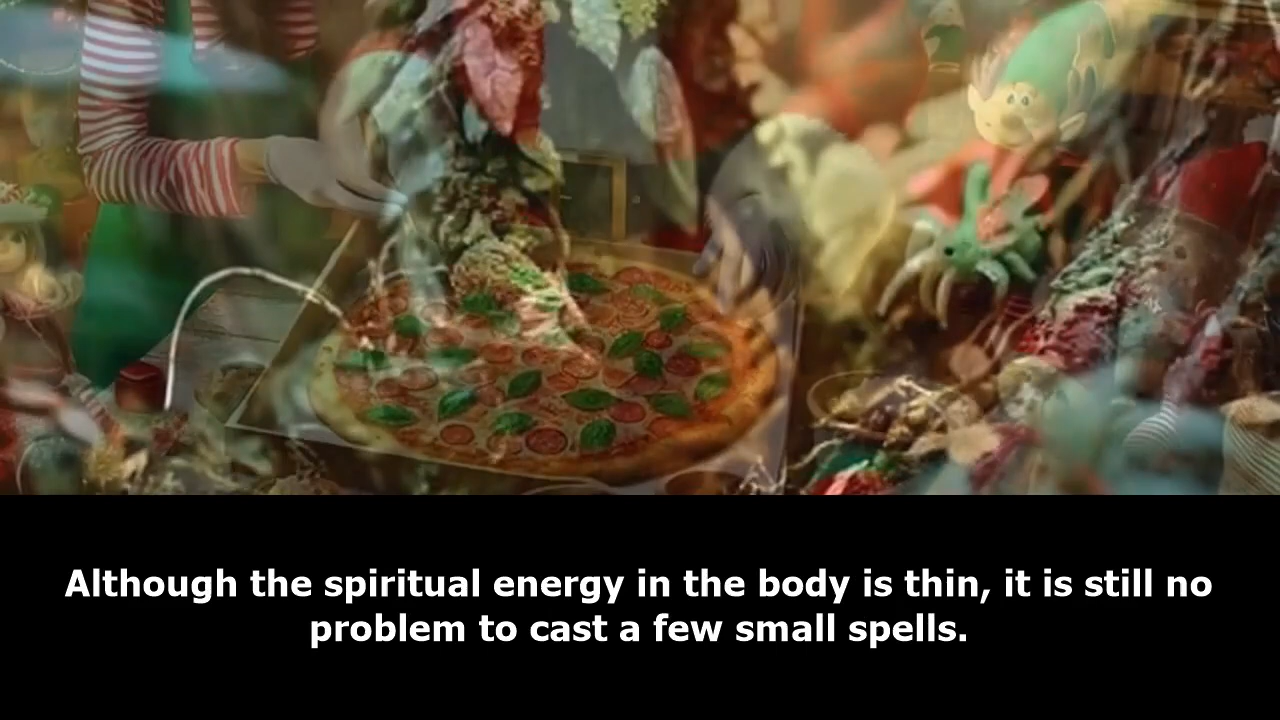 Although the spiritual energy in the body is thin, it is still no
problem to cast a few small spells.